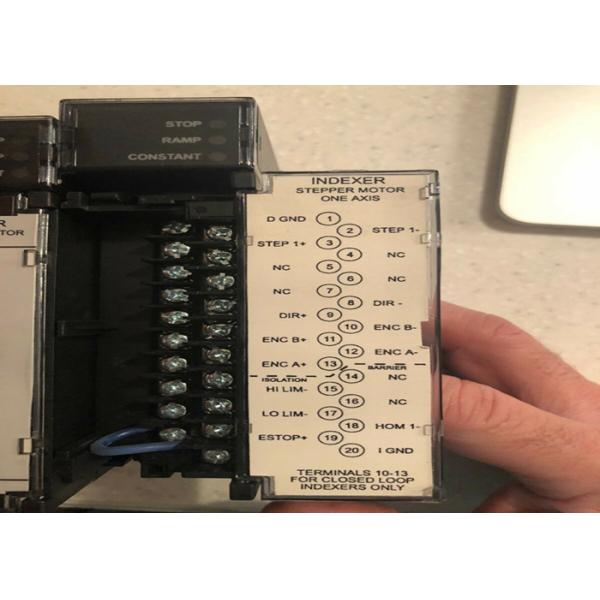 STOP
RAMP
CONSTANT
INDEXER
STEPPER MOTOR
ONE AXIS
D GND 1
2 STEP 1-
STEP 1+ 3
4 NC
NC 5
6 NC
NC 7
8 DIR -
DIR+ 9
10 ENC B-
ENC B+ 11
12 ENC A-
ENC A+ 13
BARRIER
ISOLATION
14 NC
HI LIM- 15
16 NC
LO LIM- 17
18 HOM 1-
ESTOP+ 19
20 I GND
TERMINALS 10-13
FOR CLOSED LOOP
INDEXERS ONLY